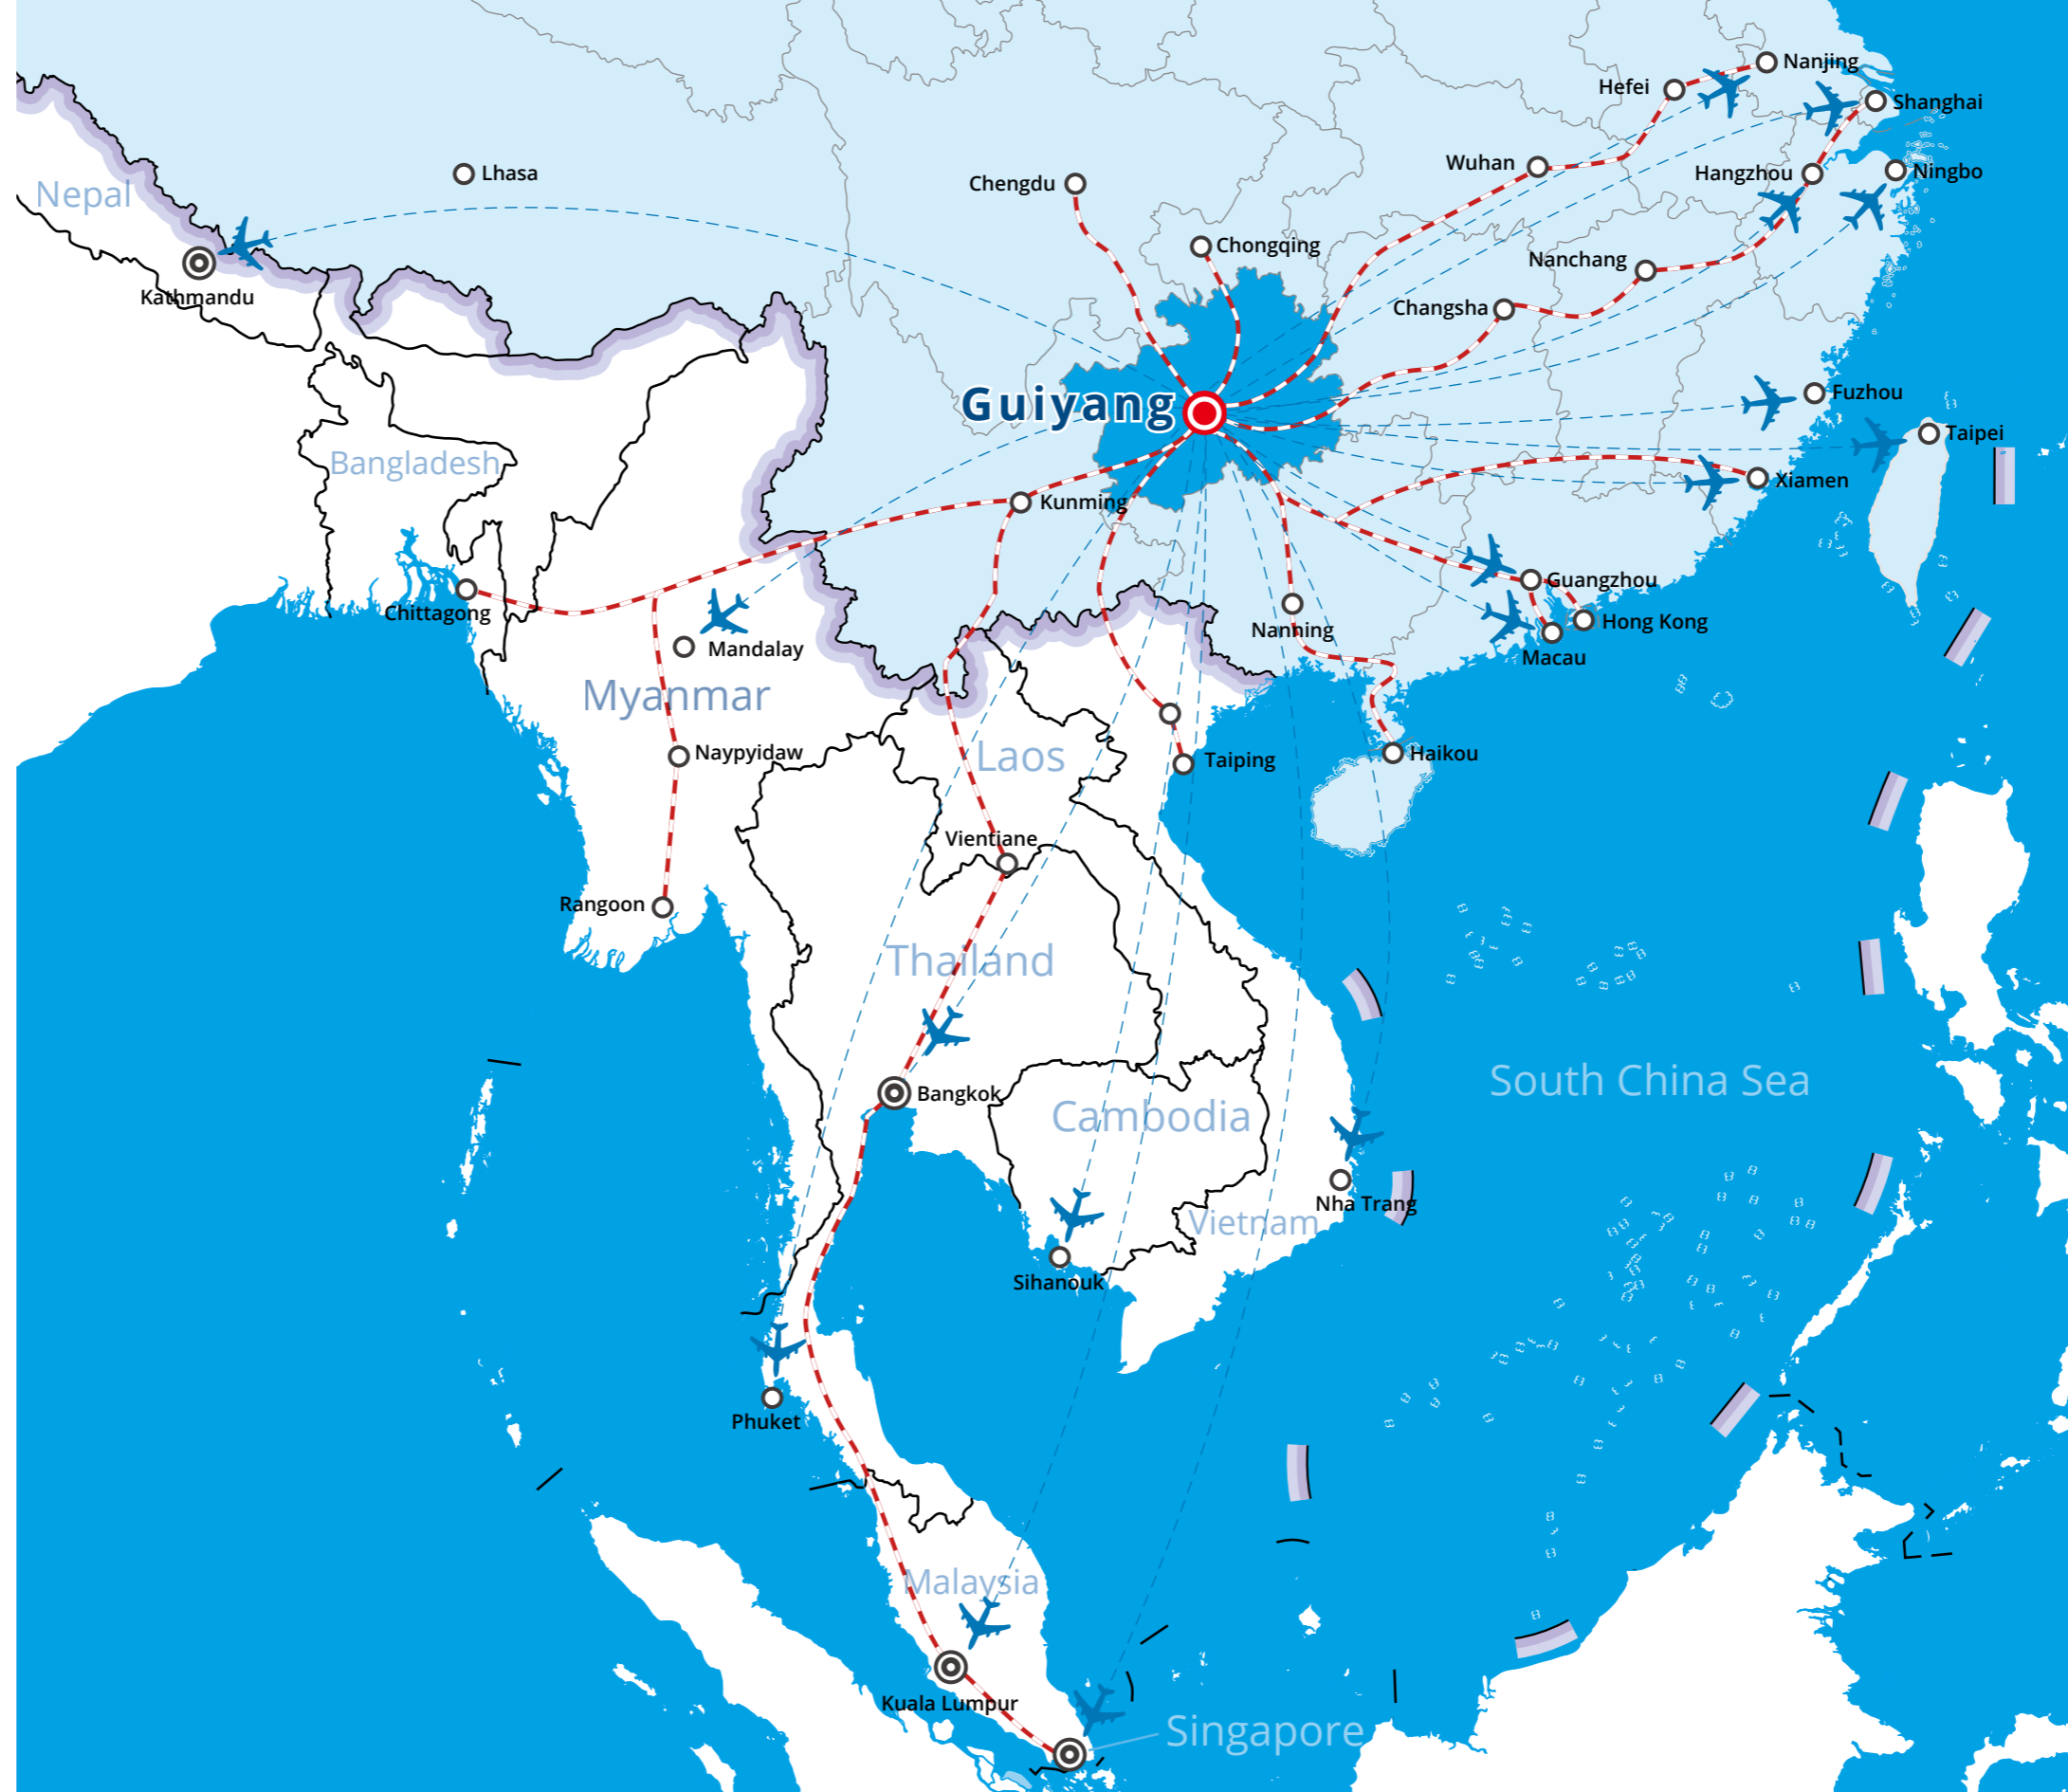 Nanjing
Hefei
Shanghai
Wuhan
Hangzhou
Ningbo
Lhasa
Chengdu
Nepal
Chongqing
Nanchang
Kathmandu
Changsha
Fuzhou
Guiyang
Taipei
Bangladesh
Xiamen
Kunming
Guangzhou
Chittagong
Hong Kong
Nanning
Mandalay
Macau
Myanmar
Naypyidaw
Laos
Taiping
Haikou
Vientiane
Rangoon
Thailand
South China Sea
Bangkok
Cambodia
Nha Trang
Vietnam
Sihanouk
Phuket
Malaysia
Kuala Lumpur
Singapore